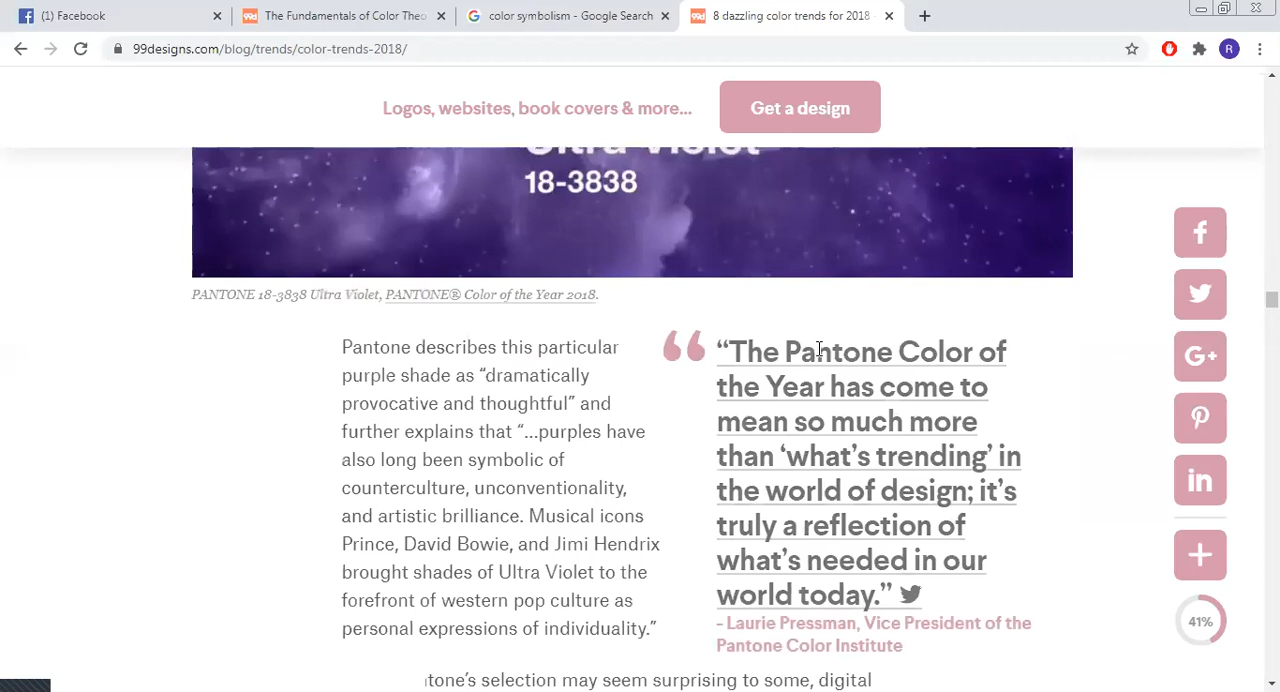 (1) Facebook
The Fundamentals of Color Theo
color symbolism - Google Search
8 dazzling color trends for 2018 -
99designs.com/blog/trends/color-trends-2018/
R
Logos, websites, book covers & more...
Get a design
Ultra Violet
18-3838
PANTONE 18-3838 Ultra Violet, PANTONE® Color of the Year 2018.
Pantone describes this particular
purple shade as “dramatically
provocative and thoughtful” and
further explains that “...purples have
also long been symbolic of
counterculture, unconventionality,
and artistic brilliance. Musical icons
Prince, David Bowie, and Jimi Hendrix
brought shades of Ultra Violet to the
forefront of western pop culture as
personal expressions of individuality.”
“The Pantone Color of
the Year has come to
mean so much more
than ‘what’s trending’ in
the world of design; it’s
truly a reflection of
what’s needed in our
world today.”
- Laurie Pressman, Vice President of the
Pantone Color Institute
41%
tone’s selection may seem surprising to some, digital